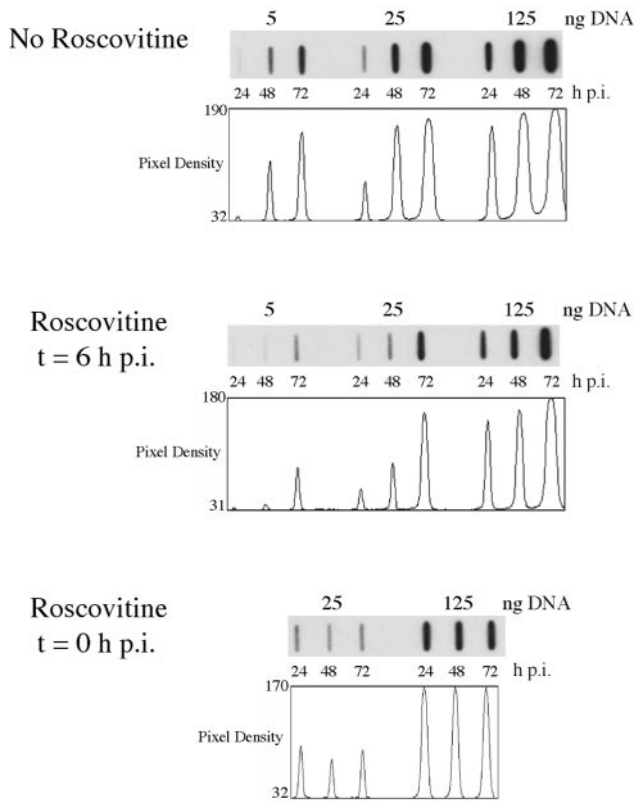 5 25 125 ng DNA
No Roscovitine
24 48 72 24 48 72 24 48 72 h p.i.
190
Pixel Density
32
5 25 125 ng DNA
Roscovitine
t = 6 h p.i.
24 48 72 24 48 72 24 48 72 h p.i.
180
Pixel Density
31
25 125 ng DNA
Roscovitine
t = 0 h p.i.
24 48 72 24 48 72 h p.i.
170
Pixel Density
32